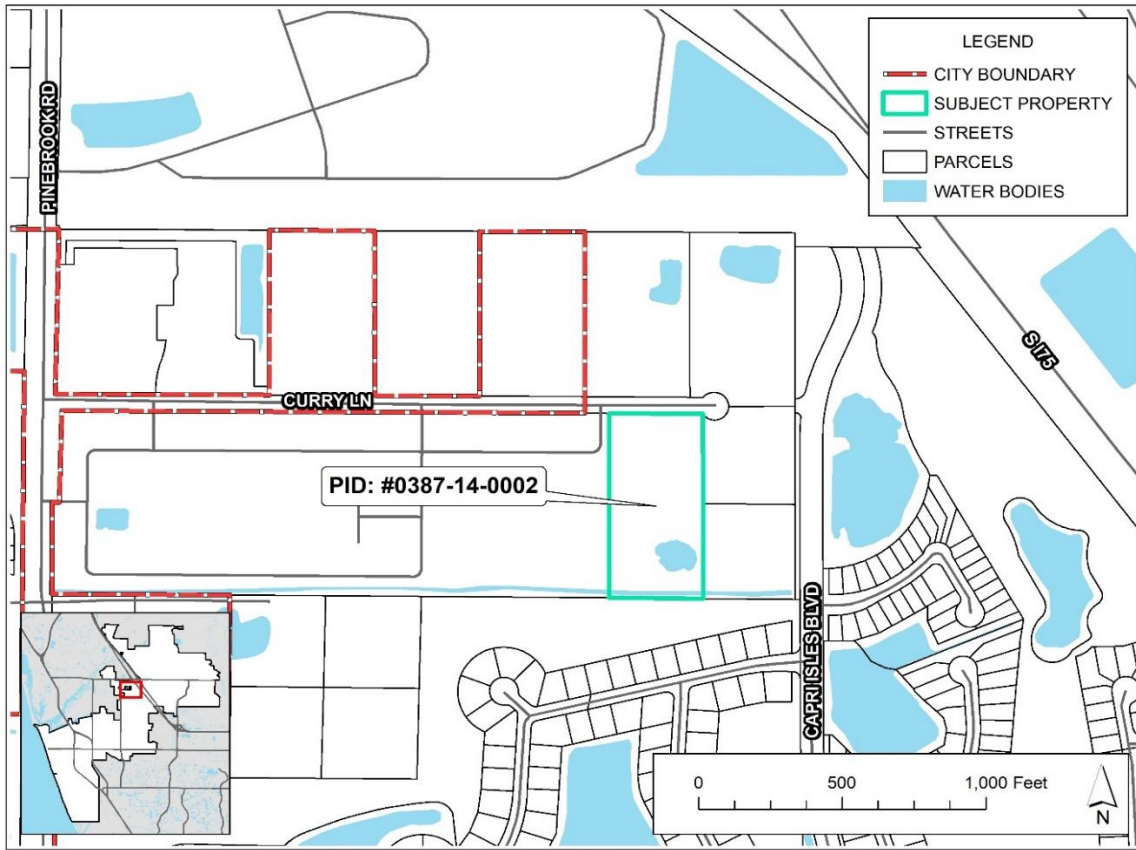 LEGEND
CITY BOUNDARY
SUBJECT PROPERTY
STREETS
PARCELS
WATER BODIES
PINEBROOK RD
S I75
CURRY LN
PID: #0387-14-0002
CAPRI ISLES BLVD
0 500 1,000 Feet
N